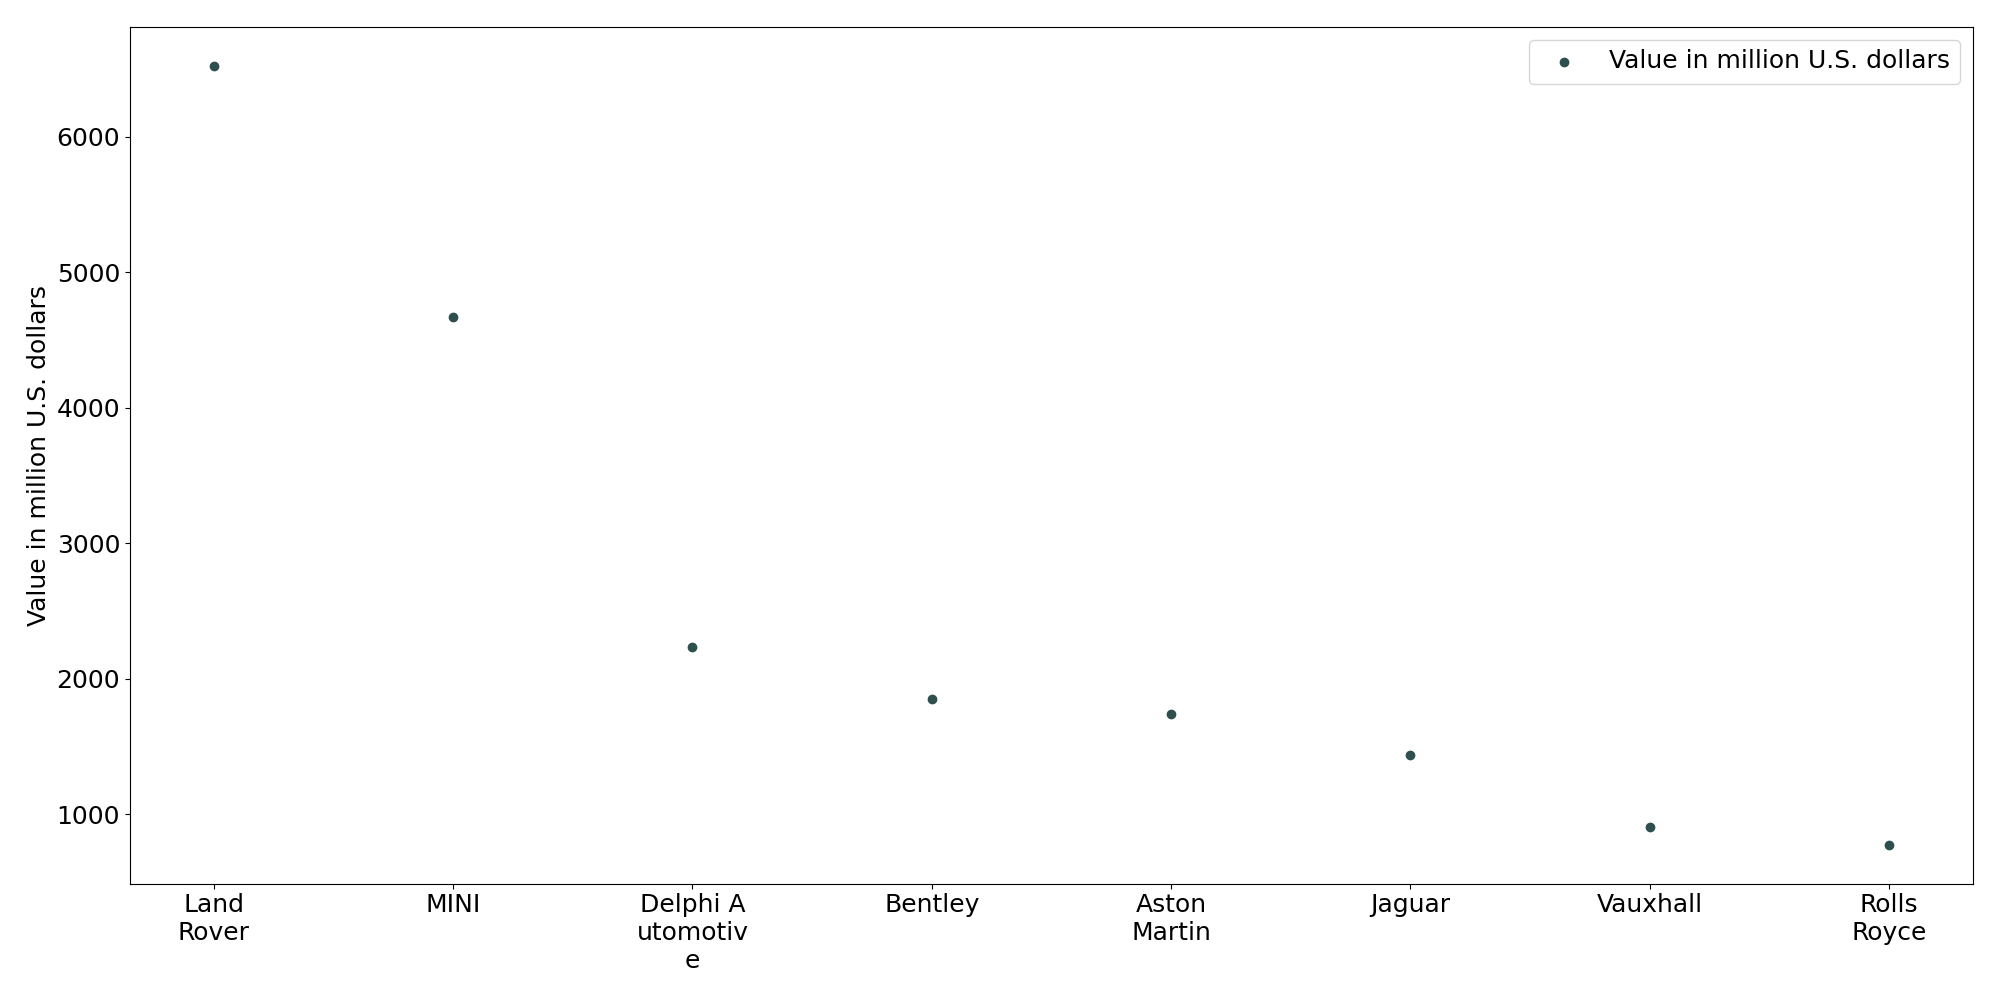 Value in million U.S. dollars
6000
5000
4000
3000
2000
1000
Value in million U.S. dollars
Land
Rover
MINI
Delphi A
utomotiv
e
Bentley
Aston
Martin
Jaguar
Vauxhall
Rolls
Royce